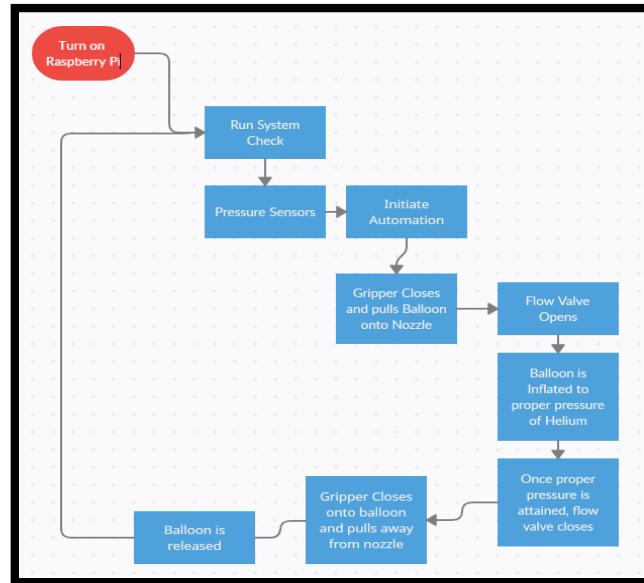 Turn on
Raspberry Pi
Run System
Check
Pressure Sensors
Initiate
Automation
Gripper Closes
and pulls Balloon
onto Nozzle
Flow Valve
Opens
Balloon is
Inflated to
proper pressure
of Helium
Once proper
pressure is
attained, flow
valve closes
Gripper Closes
onto balloon
and pulls away
from nozzle
Balloon is
released